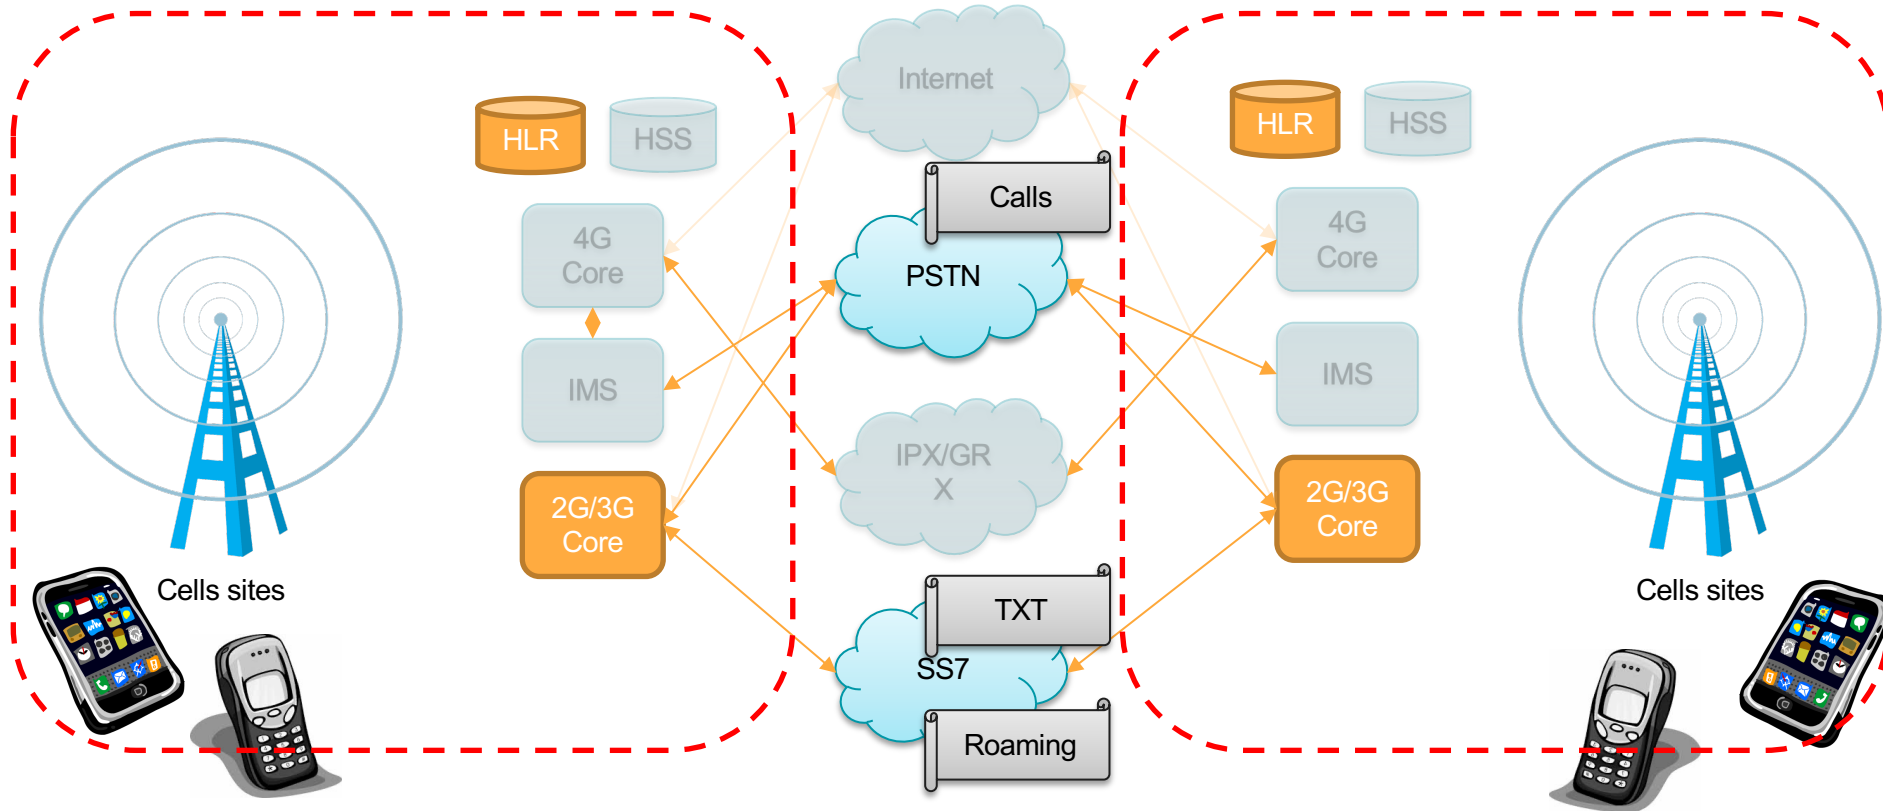 Internet
HLR
HSS
HLR
HSS
Calls
4G
Core
PSTN
4G
Core
IMS
IMS
IPX/GR
X
2G/3G
Core
2G/3G
Core
Cells sites
TXT
Cells sites
SS7
Roaming